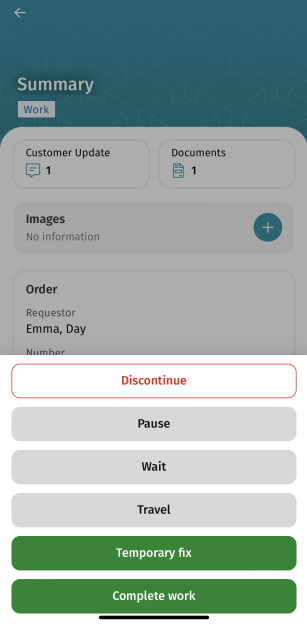 Summary
Work
Customer Update
1
Documents
1
Images
No information
Order
Requestor
Emma, Day
Number
Discontinue
Pause
Wait
Travel
Temporary fix
Complete work